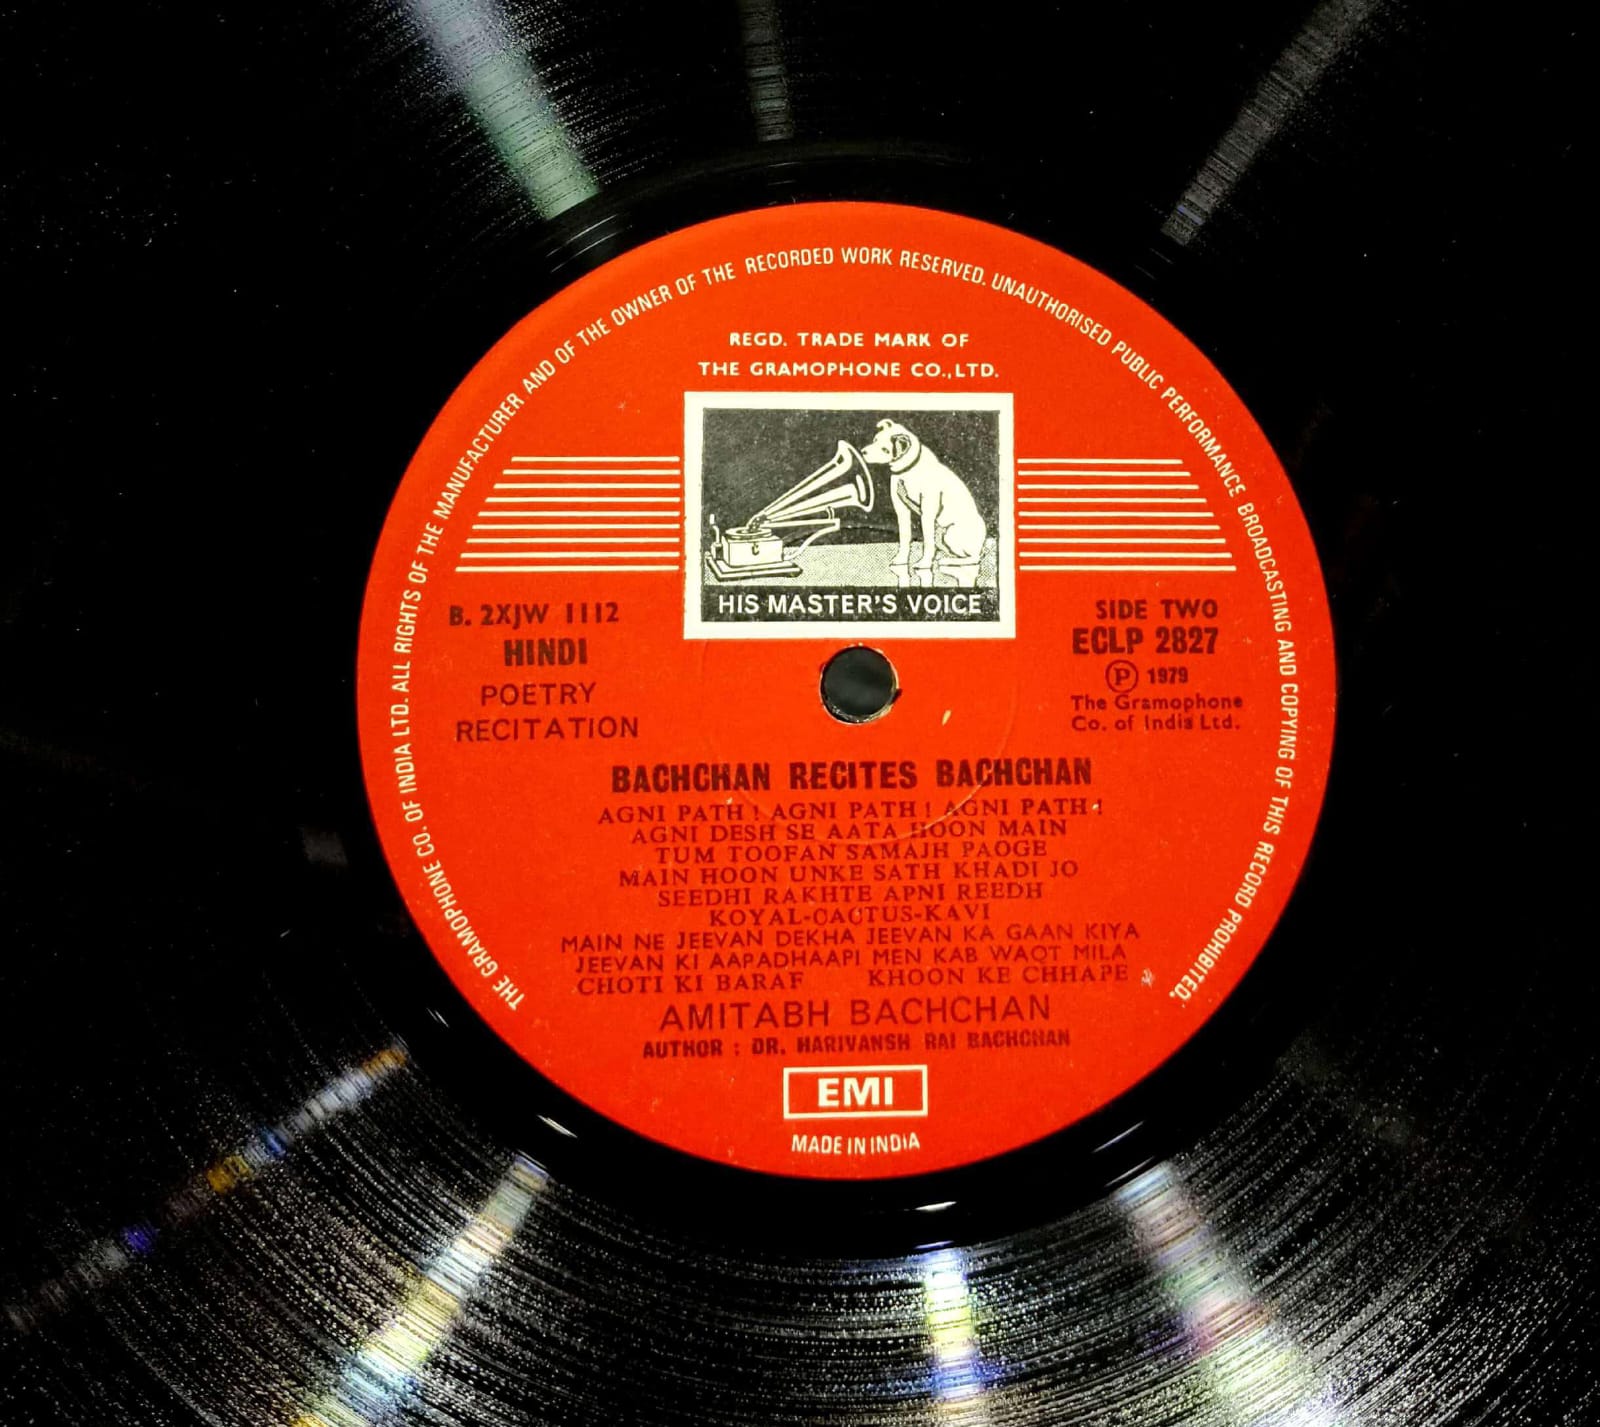 THE GRAMOPHONE CO. OF INDIA LTD. ALL RIGHTS OF THE MANUFACTURER AND OF THE OWNER OF THE RECORDED WORK RESERVED. UNAUTHORISED PUBLIC PERFORMANCE BROADCASTING AND COPYING OF THIS RECORD PROHIBITED.
REGD. TRADE MARK OF
THE GRAMOPHONE CO., LTD.
HIS MASTER'S VOICE
B. 2XJW 1112
HINDI
POETRY
RECITATION
SIDE TWO
ECLP 2827
Ⓟ 1979
The Gramophone
Co. of India Ltd.
BACHCHAN RECITES BACHCHAN
AGNI PATH ! AGNI PATH ! AGNI PATH !
AGNI DESH SE AATA HOON MAIN
TUM TOOFAN SAMAJH PAOGE
MAIN HOON UNKE SATH KHADI JO
SEEDHI RAKHTE APNI REEDH
KOYAL-CACTUS-KAVI
MAIN NE JEEVAN DEKHA JEEVAN KA GAAN KIYA
JEEVAN KI AAPADHAAPI MEN KAB WAQT MILA
CHOTI KI BARAF KHOON KE CHHAPE
AMITABH BACHCHAN
AUTHOR : DR. HARIVANSH RAI BACHCHAN
EMI
MADE IN INDIA